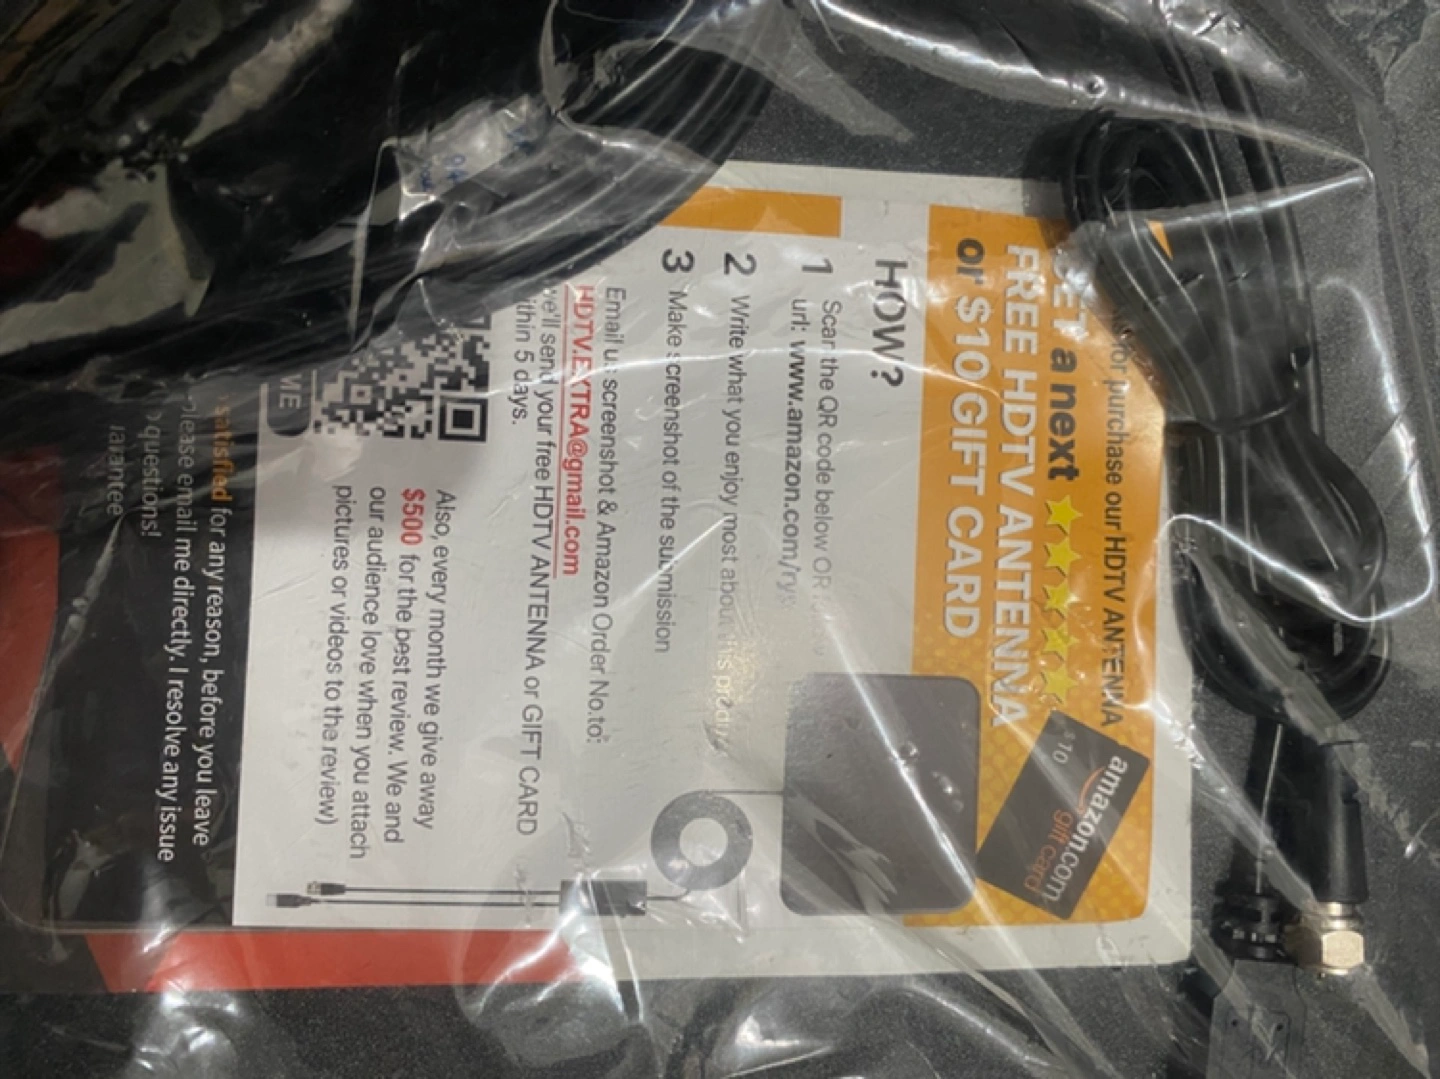 for purchase our HDTV ANTENNA
GET a next
FREE HDTV ANTENNA
or $10 GIFT CARD
$10
amazon.com
gift card
HOW?
1 Scan the QR code below OR
url: www.amazon.com/ry
2 Write what you enjoy most about this product
3 Make screenshot of the submission
Email us screenshot & Amazon Order No.to:
HDTV.EXTRA@gmail.com
we'll send your free HDTV ANTENNA or GIFT CARD
within 5 days.
ME
Also, every month we give away
$500 for the best review. We and
our audience love when you attach
pictures or videos to the review)
satisfied for any reason, before you leave
please email me directly. I resolve any issue
questions!